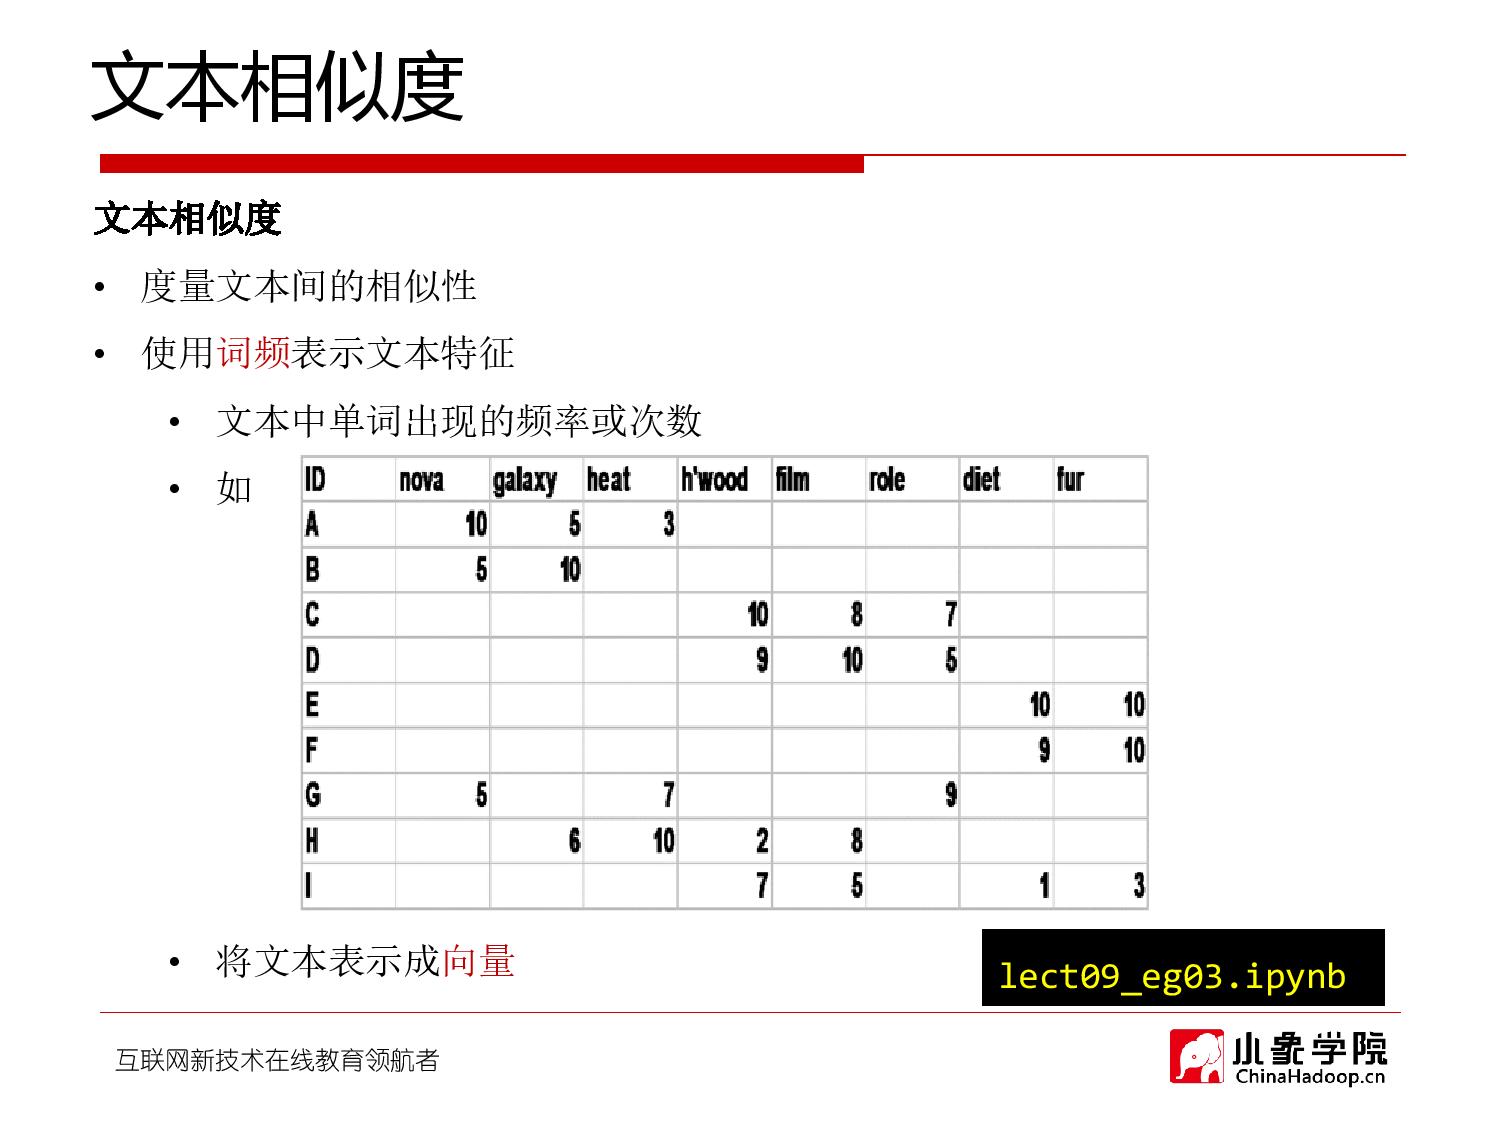 文本相似度
文本相似度
• 度量文本间的相似性
• 使用词频表示文本特征
• 文本中单词出现的频率或次数
• 如
ID nova galaxy heat h'wood film role diet fur
A 10 5 3
B 5 10
C 10 8 7
D 9 10 5
E 10 10
F 9 10
G 5 7 9
H 6 10 2 8
I 7 5 1 3
• 将文本表示成向量
lect09_eg03.ipynb
互联网新技术在线教育领航者
小象学院
ChinaHadoop.cn